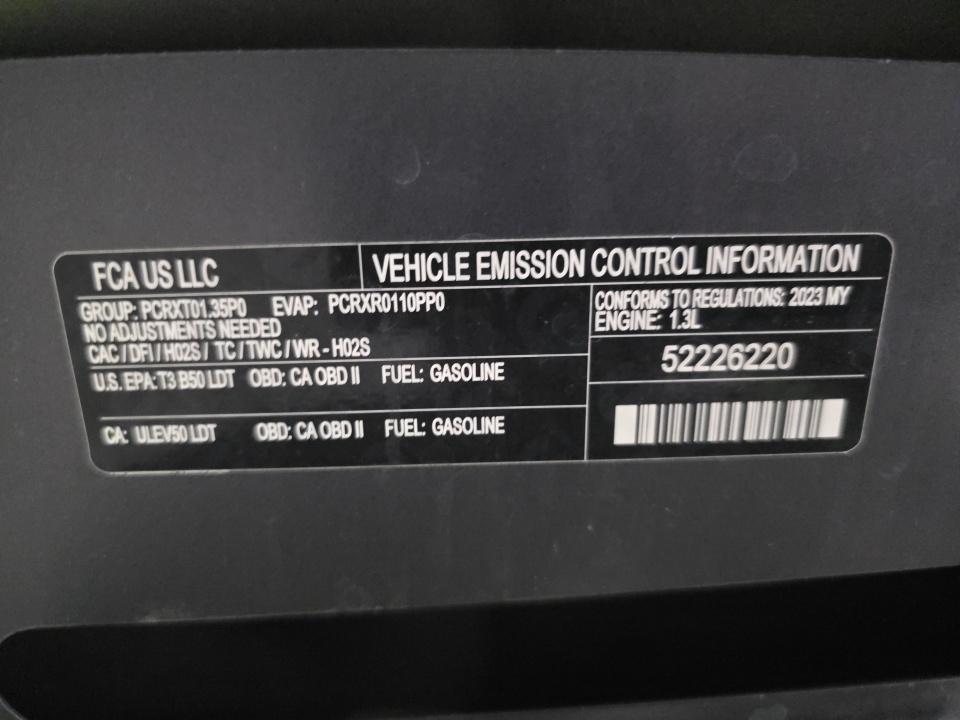 FCA US LLC
VEHICLE EMISSION CONTROL INFORMATION
GROUP: PCRXT01.35P0 EVAP: PCRXR0110PP0
NO ADJUSTMENTS NEEDED
CAC / DFI / H02S / TC / TWC / WR - H02S
U.S. EPA: T3 B50 LDT OBD: CA OBD II FUEL: GASOLINE
CA: ULEV50 LDT OBD: CA OBD II FUEL: GASOLINE
CONFORMS TO REGULATIONS: 2023 MY
ENGINE: 1.3L
52226220